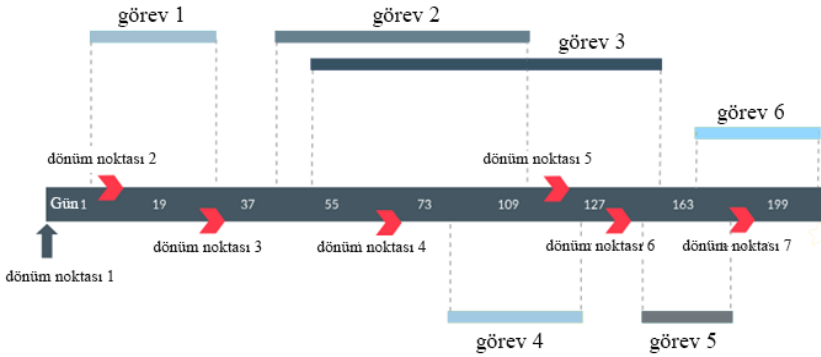 görev 1
görev 2
görev 3
görev 6
dönüm noktası 2
dönüm noktası 5
Gün 1 19 37 55 73 109 127 163 199
dönüm noktası 3
dönüm noktası 4
dönüm noktası 6
dönüm noktası 7
dönüm noktası 1
görev 4
görev 5